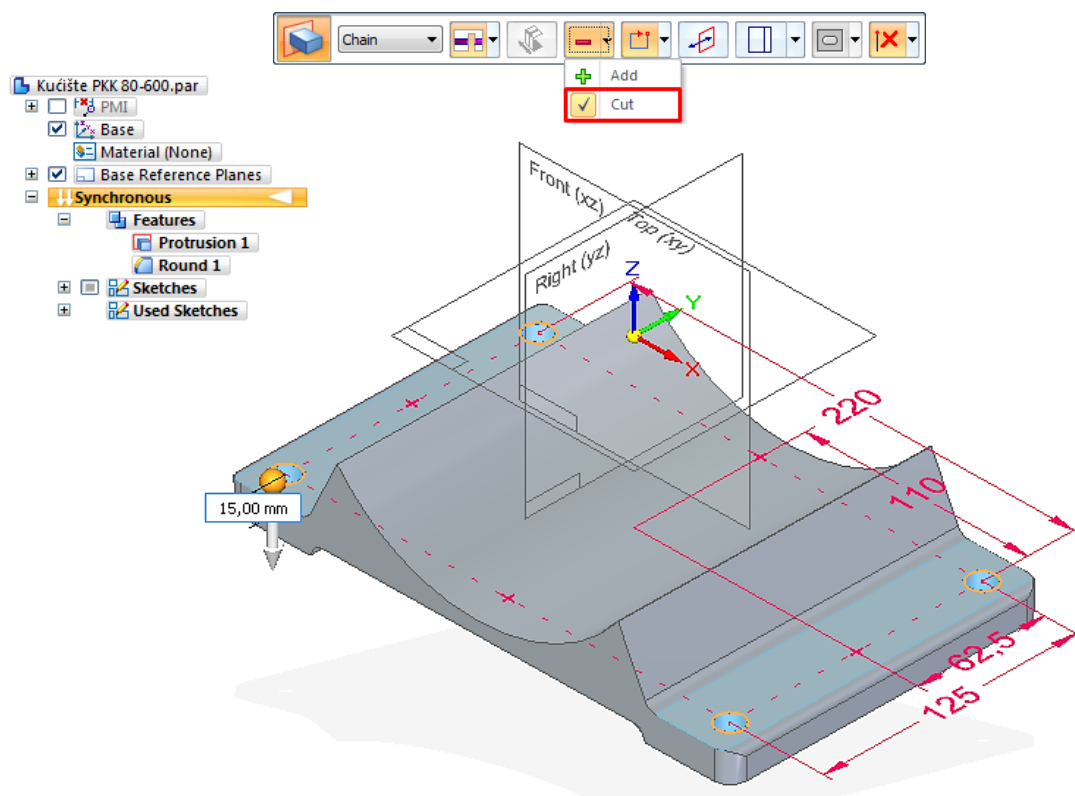 Chain
Add
Cut
Kućište PKK 80-600.par
PMI
Base
Material (None)
Base Reference Planes
Synchronous
Features
Protrusion 1
Round 1
Sketches
Used Sketches
Front (xz)
Top (xy)
Right (yz)
Z
Y
X
220
110
15,00 mm
62,5
125